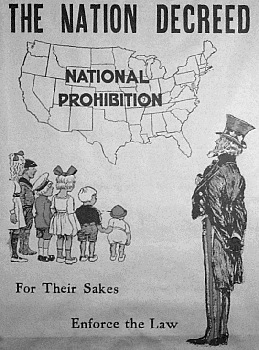 THE NATION DECREED
NATIONAL
PROHIBITION
For Their Sakes
Enforce the Law